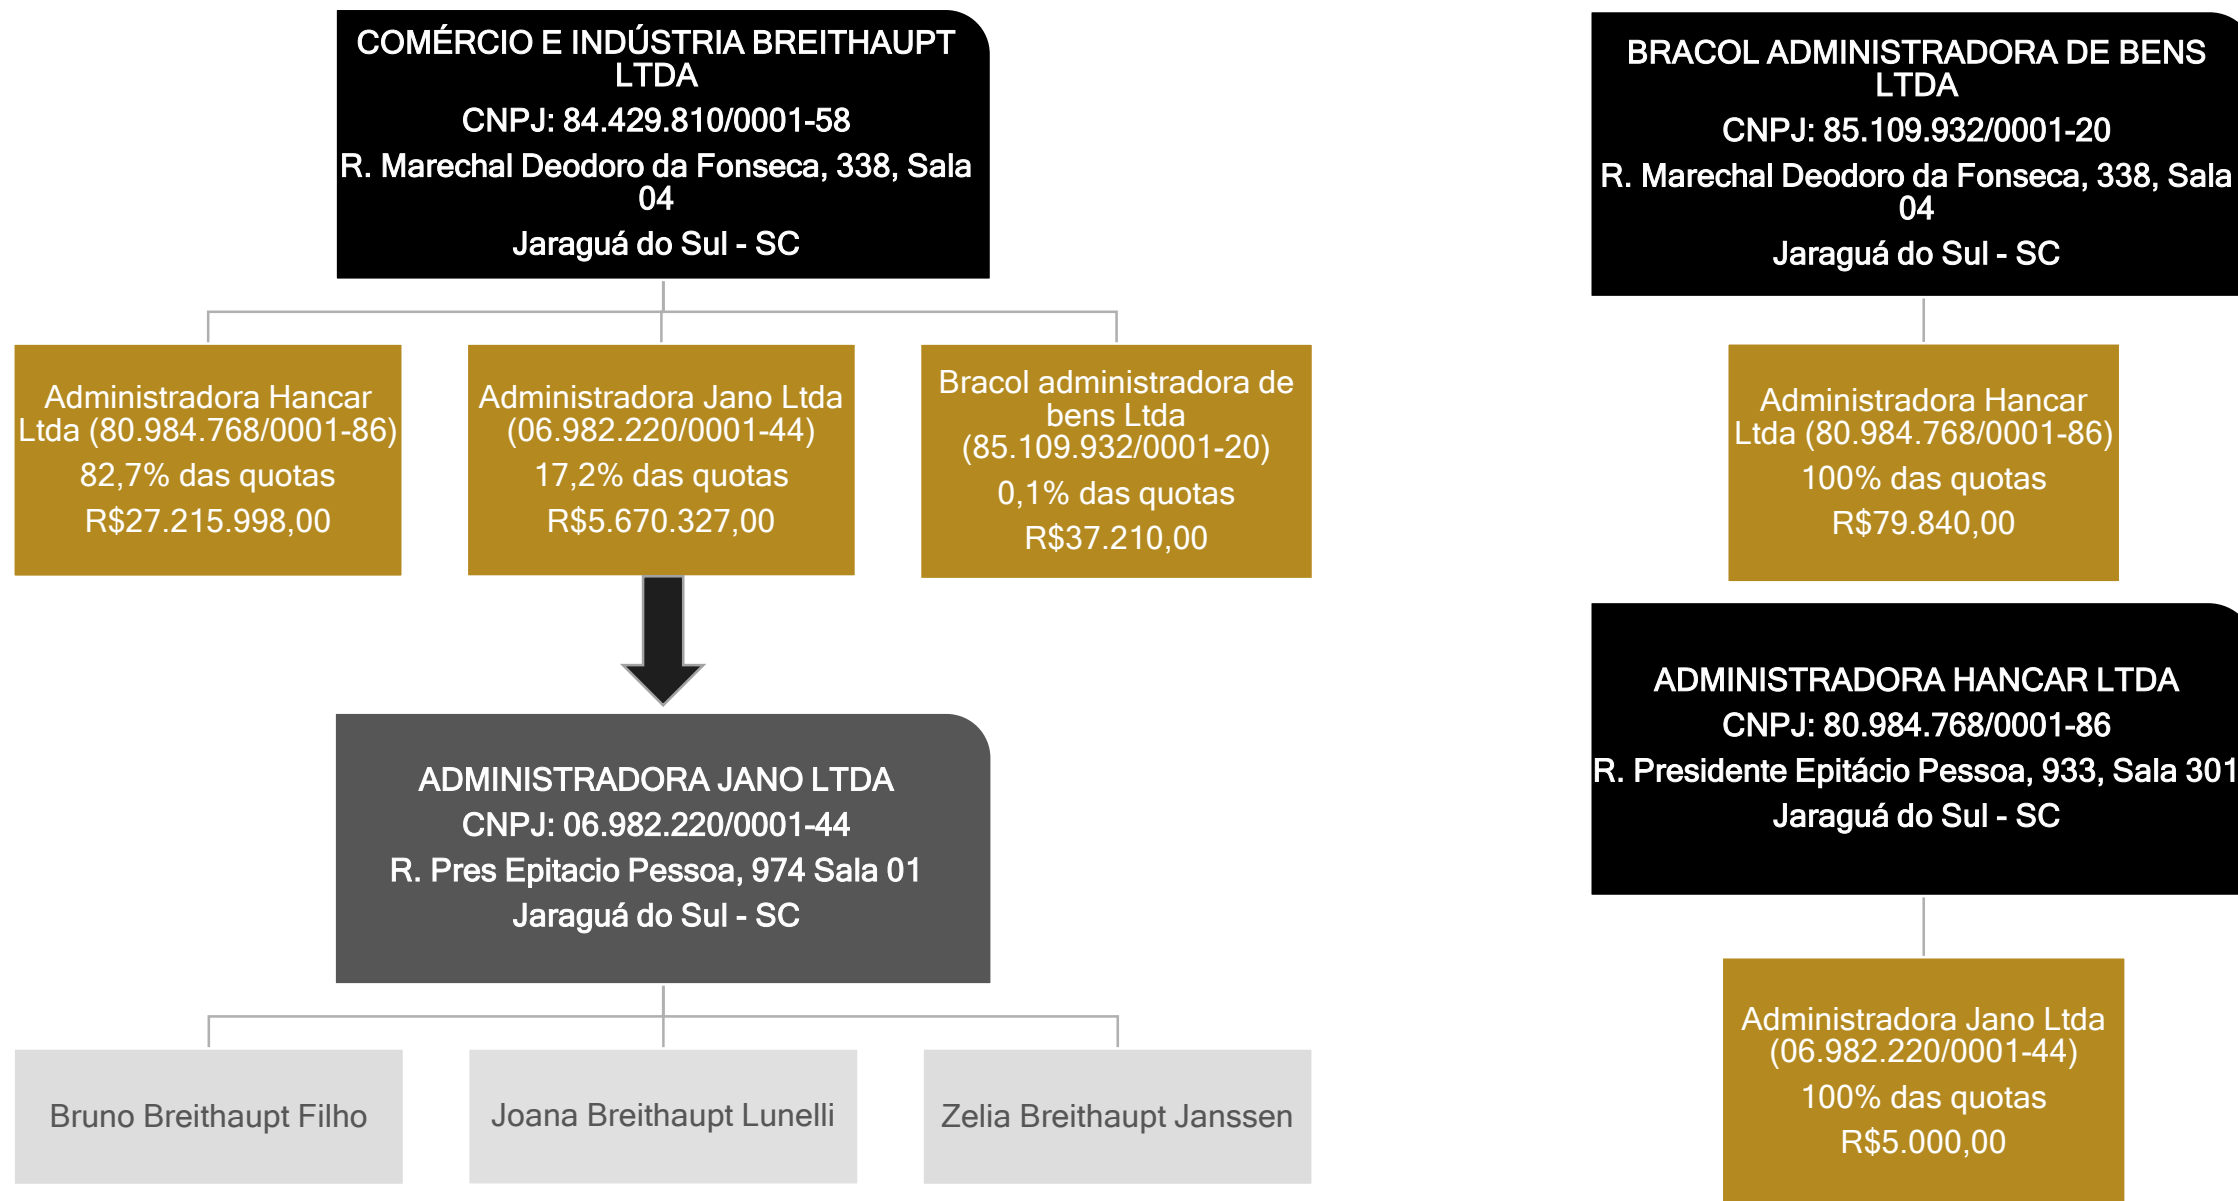 COMÉRCIO E INDÚSTRIA BREITHAUPT
LTDA
CNPJ: 84.429.810/0001-58
R. Marechal Deodoro da Fonseca, 338, Sala
04
Jaraguá do Sul - SC
Administradora Hancar
Ltda (80.984.768/0001-86)
82,7% das quotas
R$27.215.998,00
Administradora Jano Ltda
(06.982.220/0001-44)
17,2% das quotas
R$5.670.327,00
Bracol administradora de
bens Ltda
(85.109.932/0001-20)
0,1% das quotas
R$37.210,00
ADMINISTRADORA JANO LTDA
CNPJ: 06.982.220/0001-44
R. Pres Epitacio Pessoa, 974 Sala 01
Jaraguá do Sul - SC
Bruno Breithaupt Filho
Joana Breithaupt Lunelli
Zelia Breithaupt Janssen
BRACOL ADMINISTRADORA DE BENS
LTDA
CNPJ: 85.109.932/0001-20
R. Marechal Deodoro da Fonseca, 338, Sala
04
Jaraguá do Sul - SC
Administradora Hancar
Ltda (80.984.768/0001-86)
100% das quotas
R$79.840,00
ADMINISTRADORA HANCAR LTDA
CNPJ: 80.984.768/0001-86
R. Presidente Epitácio Pessoa, 933, Sala 301
Jaraguá do Sul - SC
Administradora Jano Ltda
(06.982.220/0001-44)
100% das quotas
R$5.000,00